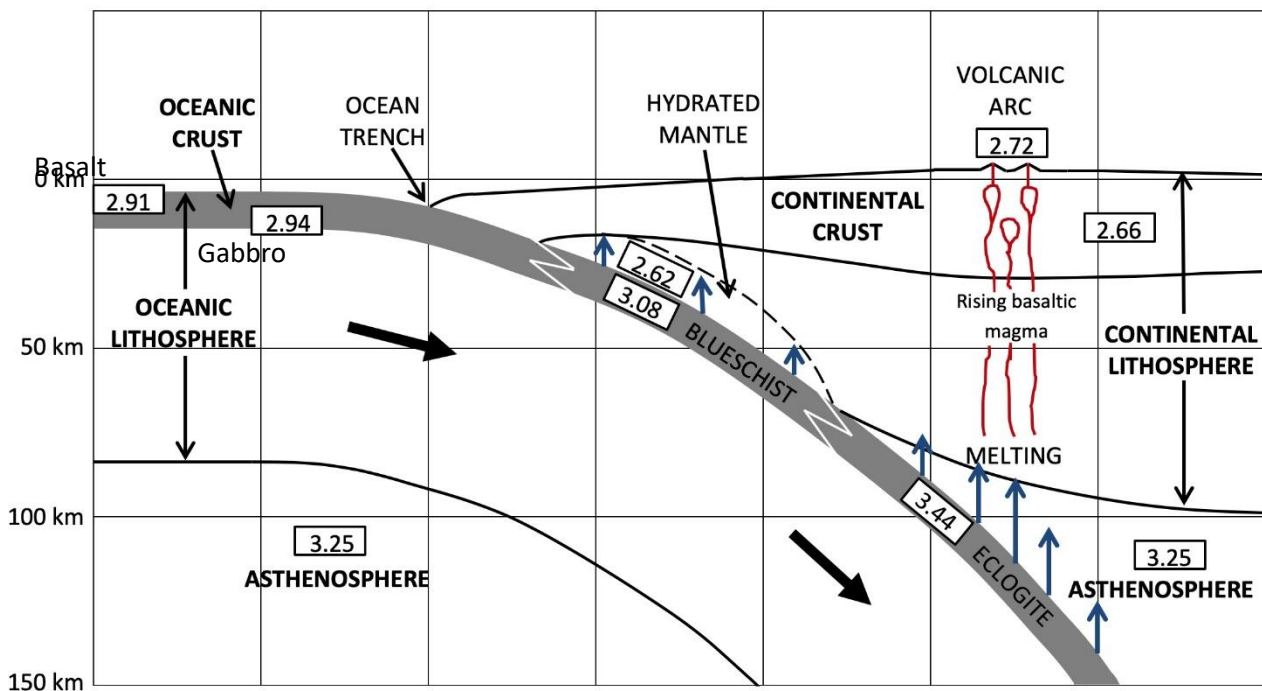 VOLCANIC
ARC
OCEANIC
CRUST
OCEAN
TRENCH
HYDRATED
MANTLE
2.72
Basalt
0 km
2.91
2.94
Gabbro
CONTINENTAL
CRUST
2.66
2.62
3.08
OCEANIC
LITHOSPHERE
Rising basaltic
magma
CONTINENTAL
LITHOSPHERE
50 km
BLUESCHIST
MELTING
3.44
100 km
3.25
ASTHENOSPHERE
ECLOGITE
3.25
ASTHENOSPHERE
150 km